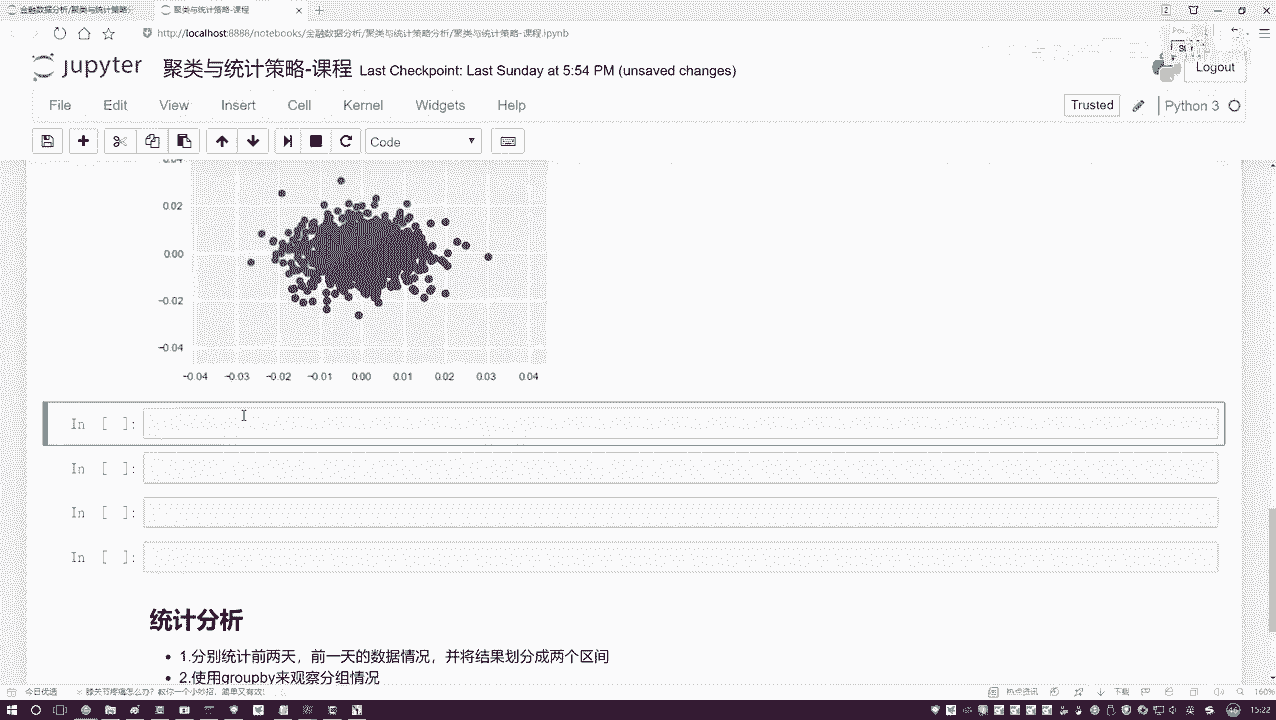 金融数据分析/聚类与统计策略分
聚类与统计策略-课程
http://localhost:8888/notebooks/金融数据分析/聚类与统计策略分析/聚类与统计策略-课程.ipynb
jupyter 聚类与统计策略-课程 Last Checkpoint: Last Sunday at 5:54 PM (unsaved changes)
Logout
File Edit View Insert Cell Kernel Widgets Help
Trusted Python 3
Code
0.04
0.02
0.00
-0.02
-0.04
-0.04 -0.03 -0.02 -0.01 0.00 0.01 0.02 0.03 0.04
In [ ]:
In [ ]:
In [ ]:
In [ ]:
统计分析
1.分别统计前两天，前一天的数据情况，并将结果划分成两个区间
2.使用groupby来观察分组情况
今日优选 膝关节疼痛怎么办？教你一个小妙招，简单又有效！
热点资讯 下载 160%
15:22